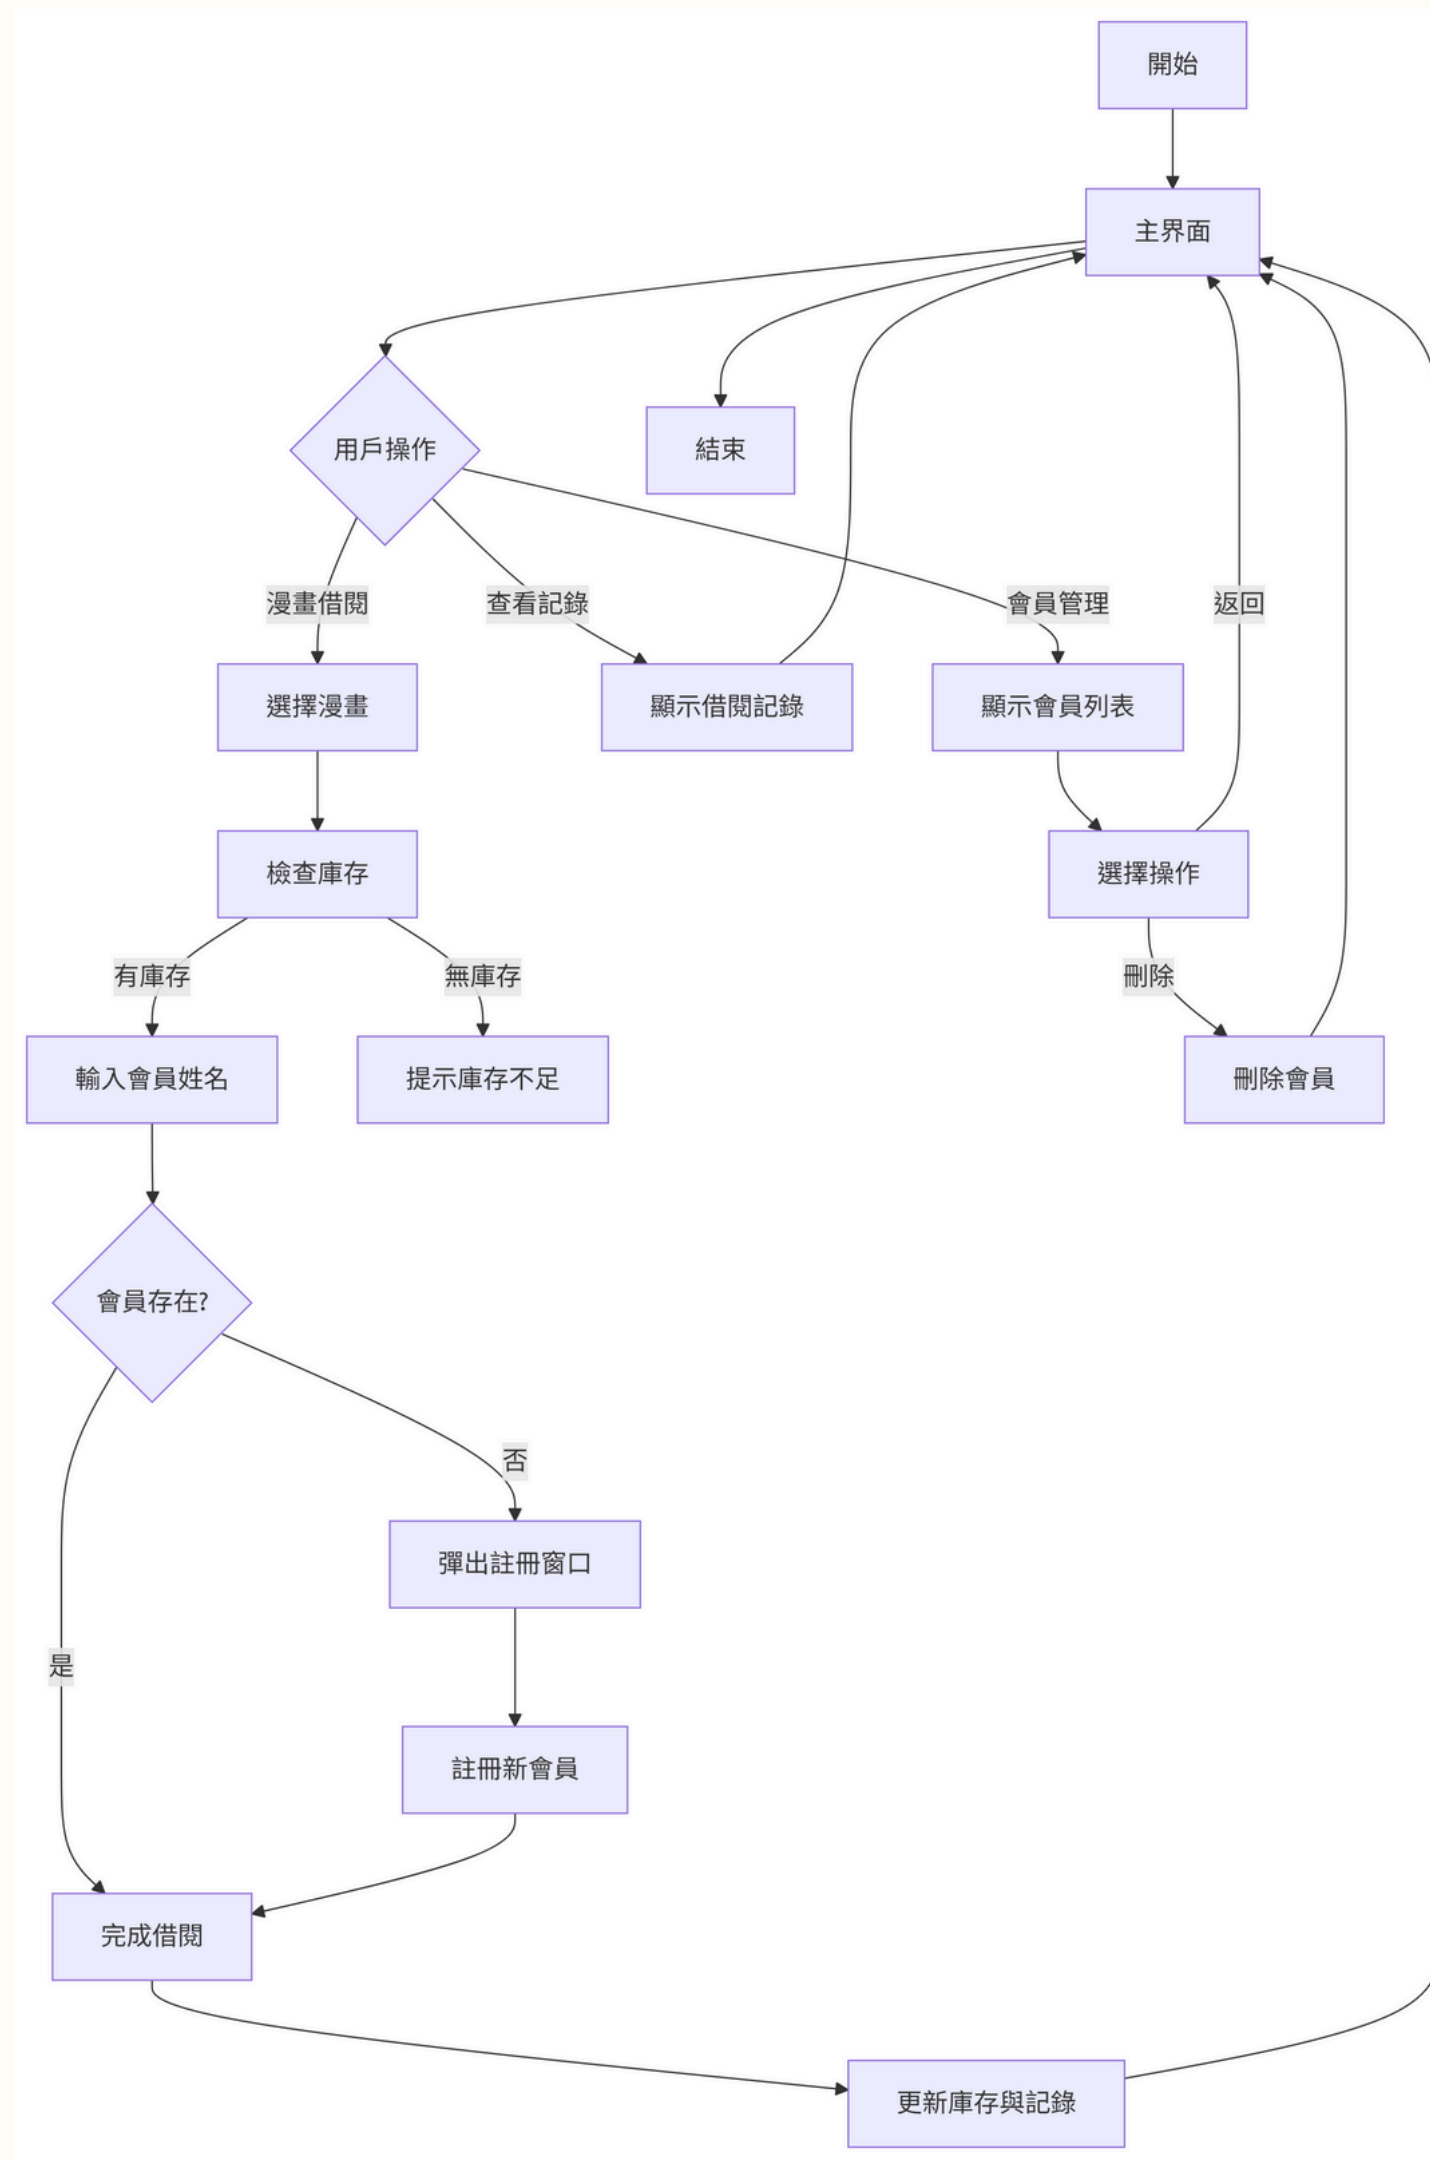 開始
主界面
用戶操作
結束
漫畫借閱
查看記錄
會員管理
返回
選擇漫畫
顯示借閱記錄
顯示會員列表
檢查庫存
選擇操作
有庫存
無庫存
刪除
輸入會員姓名
提示庫存不足
刪除會員
會員存在?
否
彈出註冊窗口
是
註冊新會員
完成借閱
更新庫存與記錄